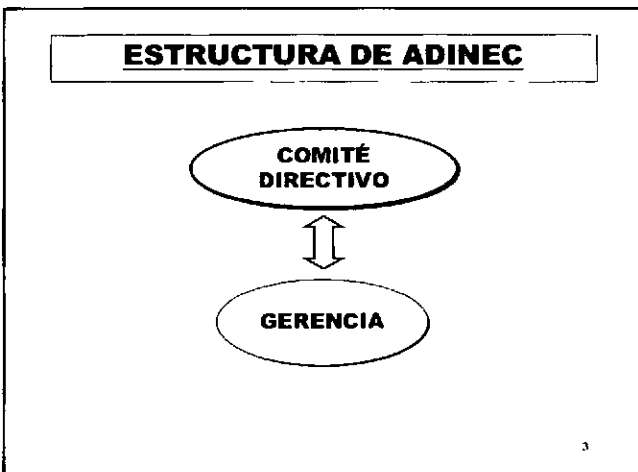 ESTRUCTURA DE ADINEC
COMITÉ
DIRECTIVO
GERENCIA
3